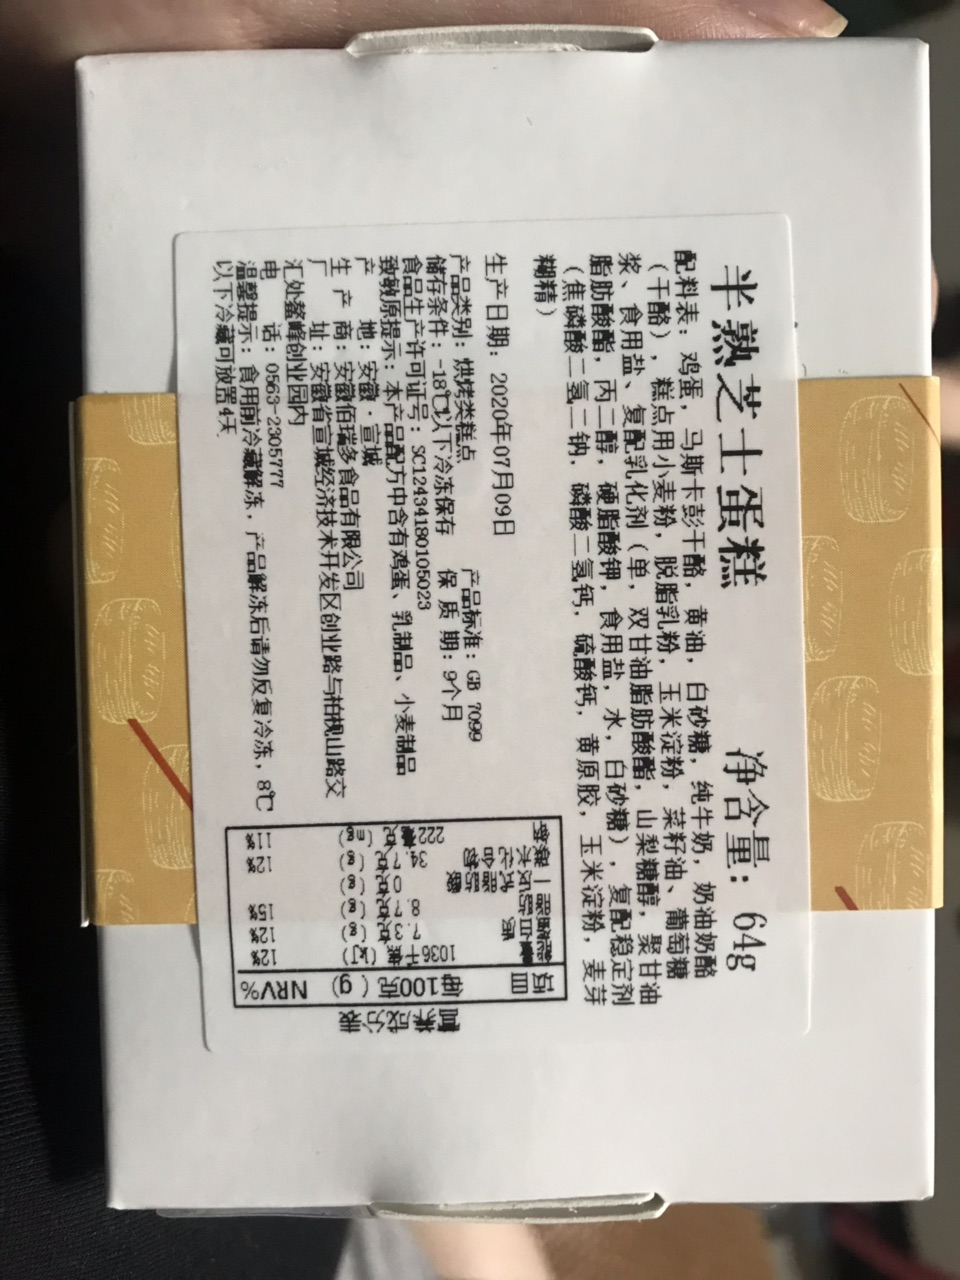 半熟芝士蛋糕 净含量：64g
配料表：鸡蛋，马斯卡彭干酪，黄油，白砂糖，纯牛奶，奶油奶酪
（干酪），糕点用小麦粉，脱脂乳粉，玉米淀粉，菜籽油、葡萄糖
浆、食用盐、复配乳化剂（单，双甘油脂肪酸酯，山梨糖醇，聚甘油
脂肪酸酯，丙二醇，硬脂酸钾，食用盐，水，白砂糖），复配稳定剂
（焦磷酸二氢二钠，磷酸二氢钙，硫酸钙，黄原胶，玉米淀粉，麦芽
糊精）
生产日期：2020年07月09日
产品类别：烘烤类糕点 产品标准：GB 7099
储存条件：-18℃以下冷冻保存 保质期：9个月
食品生产许可证号：SC12434180105023
致敏原提示：本产品配方中含有鸡蛋、乳制品、小麦制品
产地：安徽·宣城
生产商：安徽佰瑞多食品有限公司
厂址：安徽省宣城经济技术开发区创业路与柏枧山路交
汇处鳌峰创业园内
电话：0563-2305777
温馨提示：食用前冷藏解冻，产品解冻后请勿反复冷冻，8℃
以下冷藏可放置4天
营养成分表
项目 每100克（g） NRV%
能量 1036千焦（kJ） 12%
蛋白质 7.3克（g） 12%
脂肪 8.7克（g） 15%
反式脂肪酸 0克（g）
碳水化合物 34.7克（g） 12%
钠 222毫克（mg） 11%